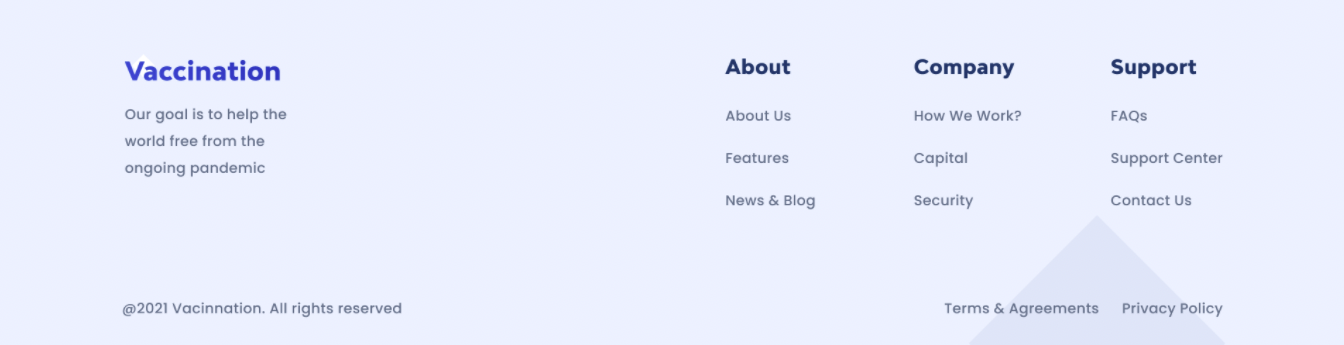 Vaccination
Our goal is to help the
world free from the
ongoing pandemic
About
About Us
Features
News & Blog
Company
How We Work?
Capital
Security
Support
FAQs
Support Center
Contact Us
@2021 Vacinnation. All rights reserved
Terms & Agreements
Privacy Policy